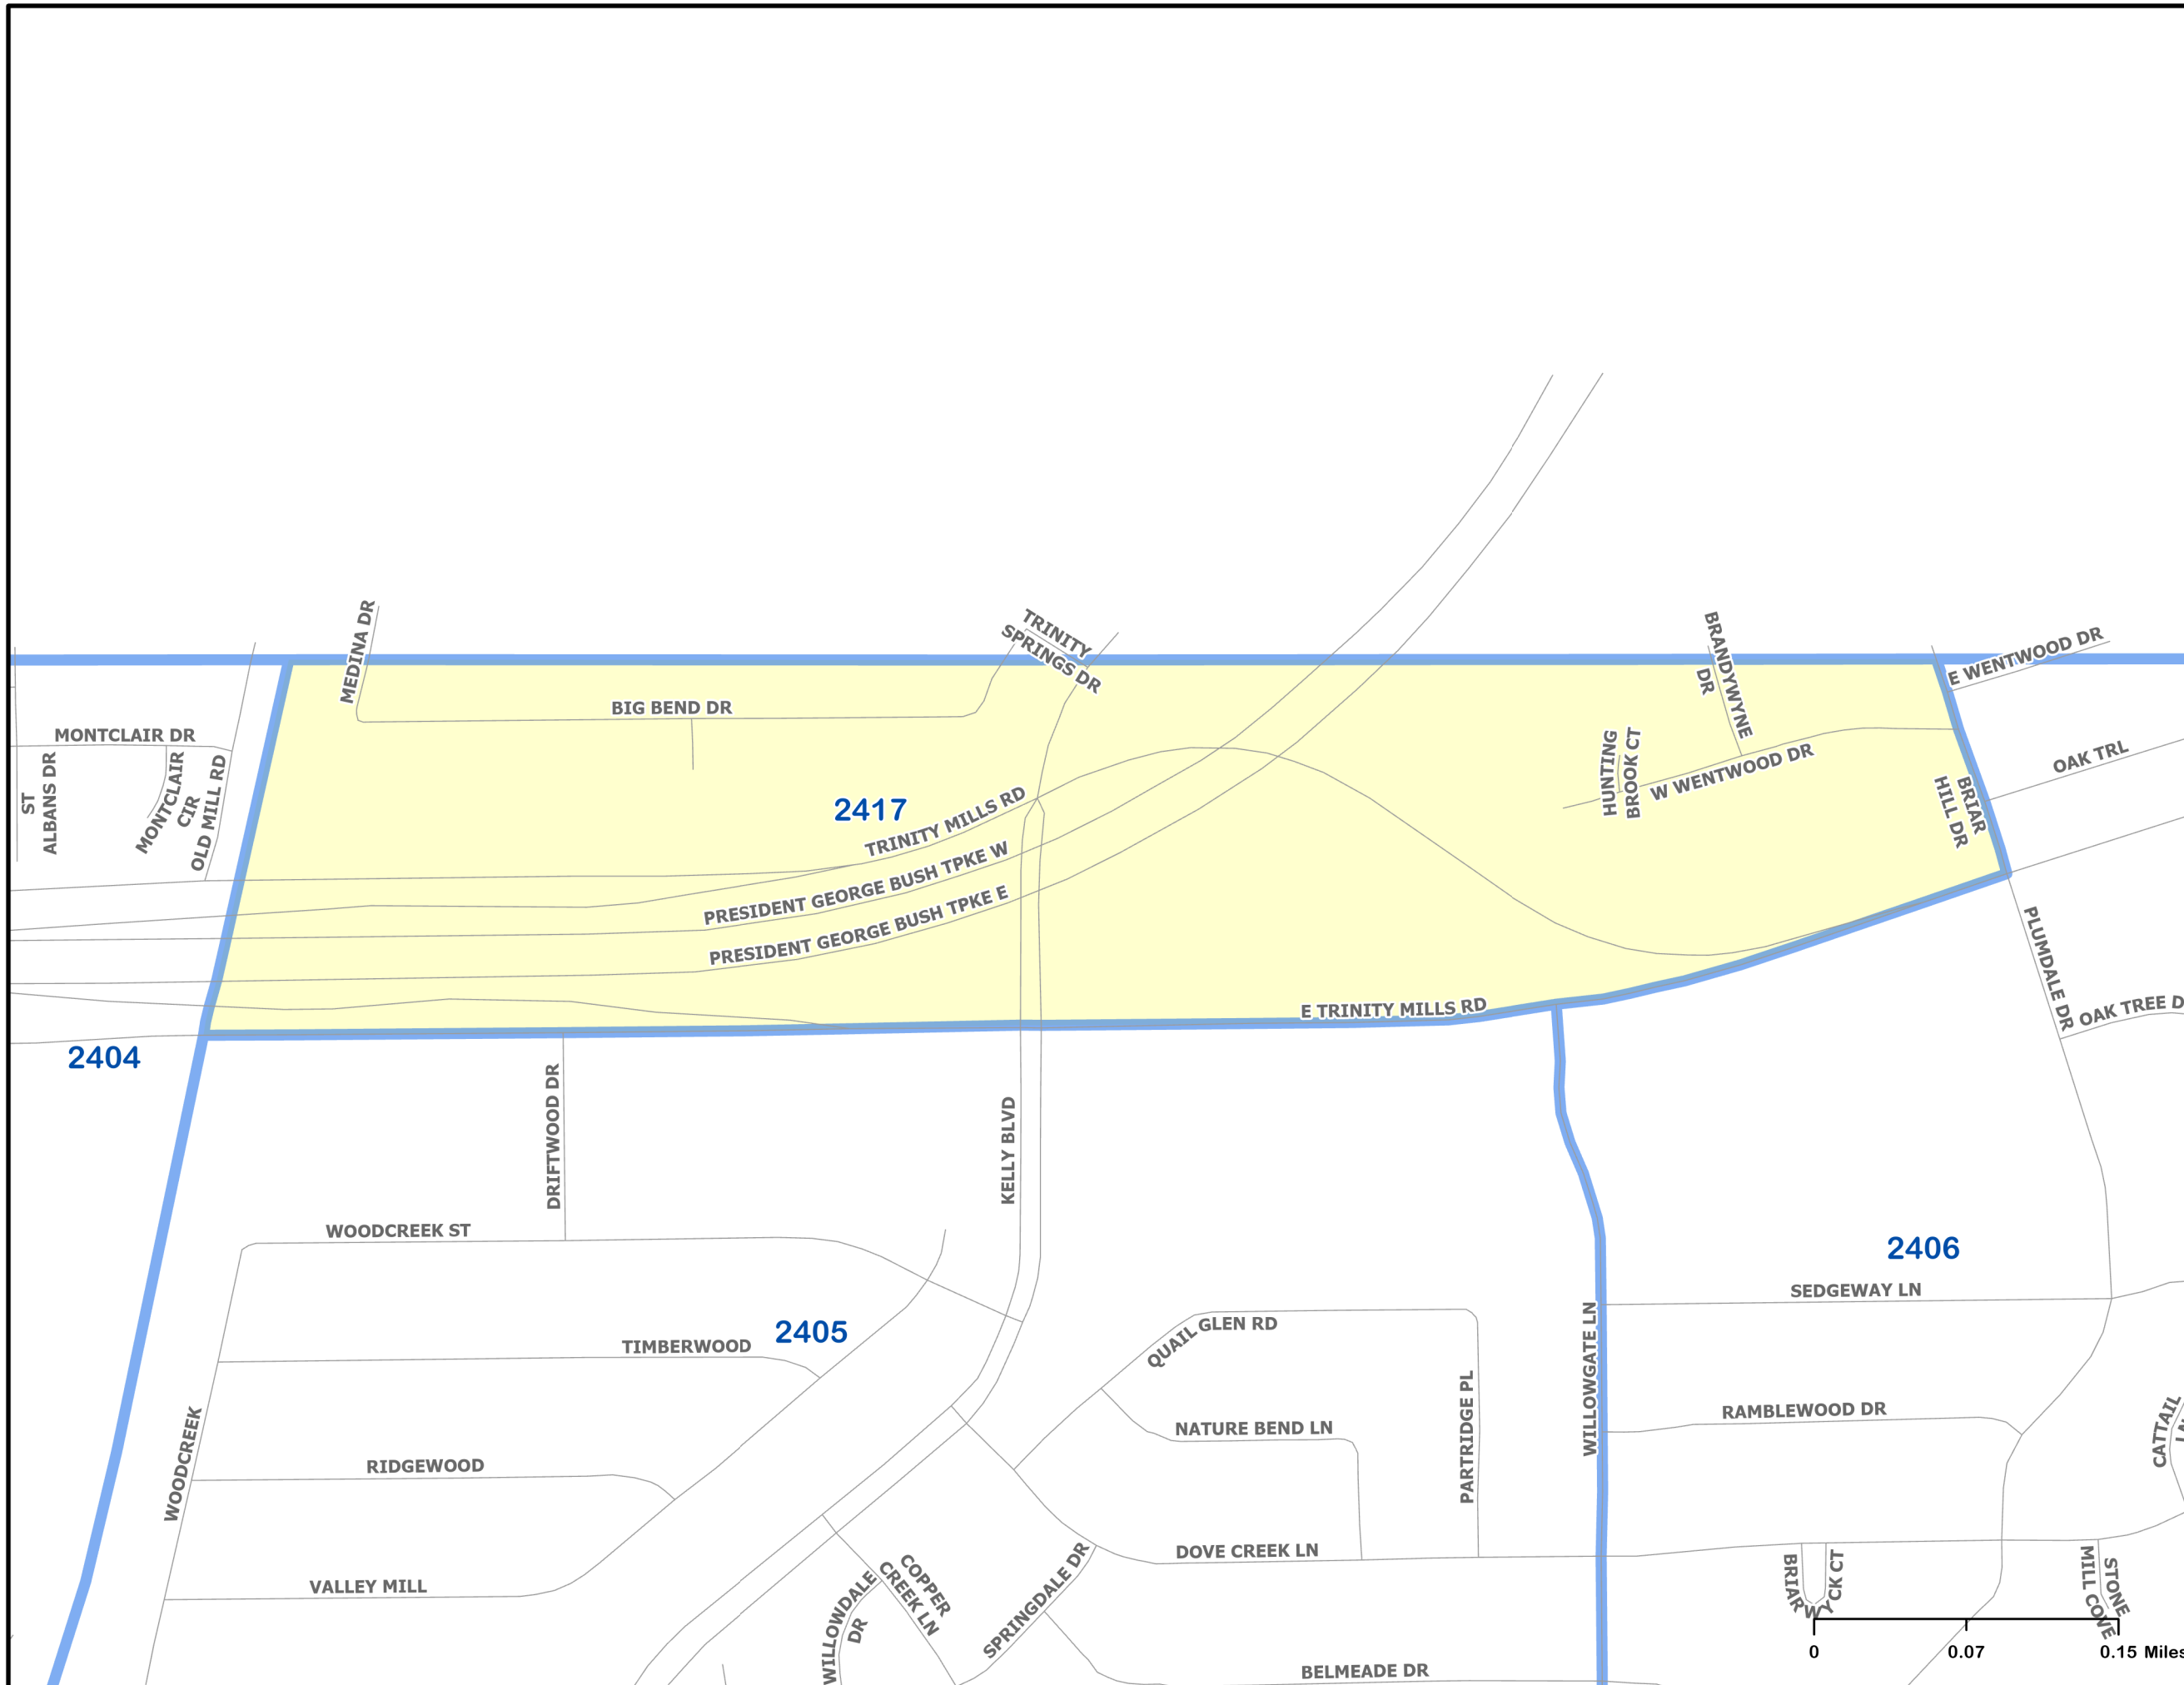 MEDINA DR
TRINITY
SPRINGS DR
BRANDYWYNE
DR
E WENTWOOD DR
BIG BEND DR
MONTCLAIR DR
ST
ALBANS DR
MONTCLAIR
CIR
OLD MILL RD
2417
TRINITY MILLS RD
PRESIDENT GEORGE BUSH TPKE W
PRESIDENT GEORGE BUSH TPKE E
HUNTING
BROOK CT
W WENTWOOD DR
BRIAR
HILL DR
OAK TRL
E TRINITY MILLS RD
PLUMDALE DR
OAK TREE D
2404
DRIFTWOOD DR
KELLY BLVD
WOODCREEK ST
2406
SEDGEWAY LN
2405
TIMBERWOOD
QUAIL GLEN RD
WILLOWGATE LN
PARTRIDGE PL
NATURE BEND LN
RAMBLEWOOD DR
CATTAIL
LN
WOODCREEK
RIDGEWOOD
DOVE CREEK LN
VALLEY MILL
COPPER
CREEK LN
WILLOWDALE
DR
SPRINGDALE DR
BRIARWYCK CT
STONE
MILL COVE
BELMEADE DR
0 0.07 0.15 Miles